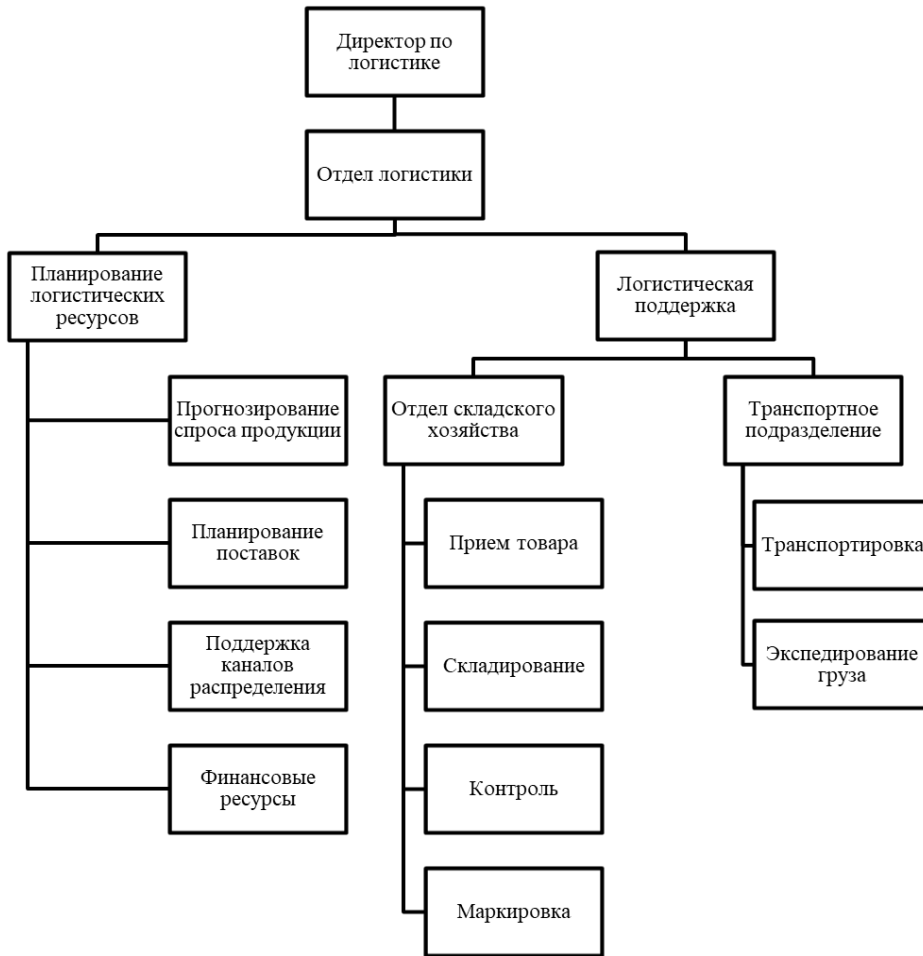 Директор по
логистике
Отдел логистики
Планирование
логистических
ресурсов
Логистическая
поддержка
Прогнозирование
спроса продукции
Отдел складского
хозяйства
Транспортное
подразделение
Планирование
поставок
Прием товара
Транспортировка
Поддержка
каналов
распределения
Складирование
Экспедирование
груза
Финансовые
ресурсы
Контроль
Маркировка